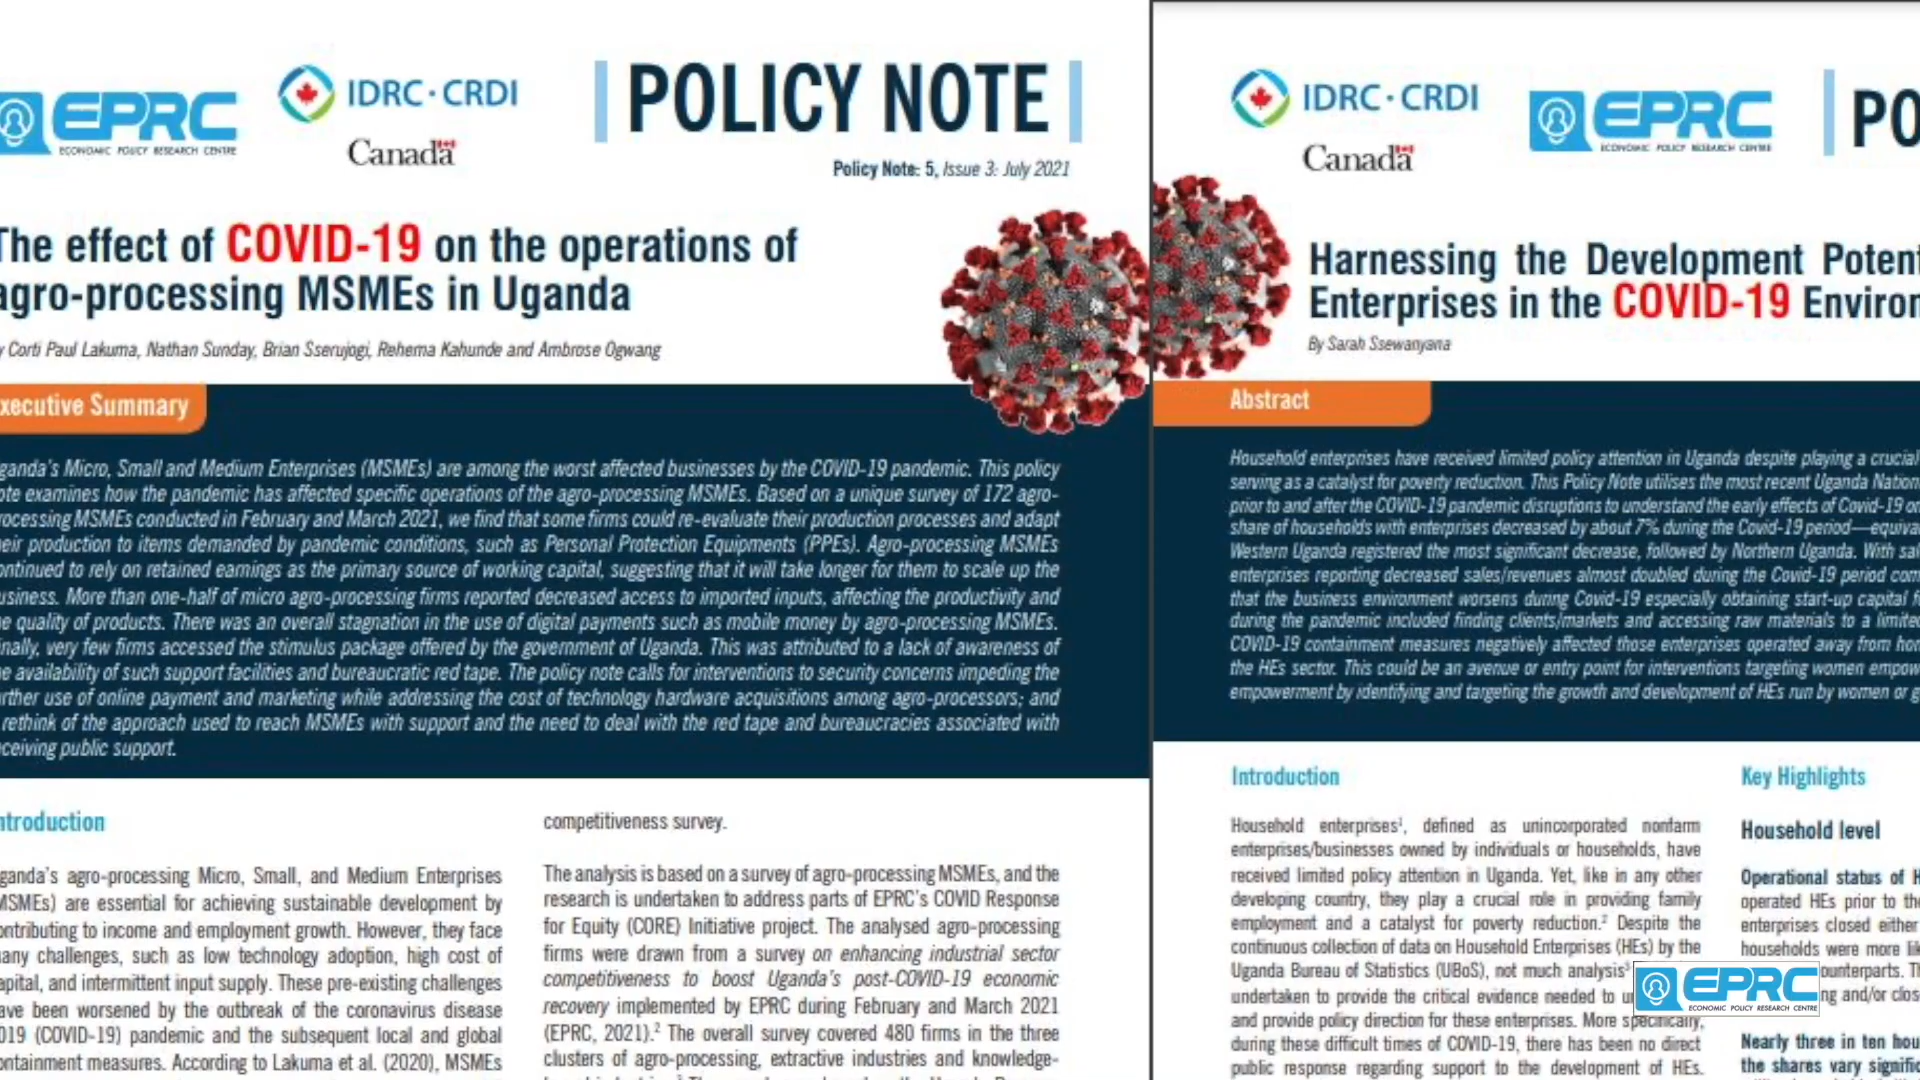 EPRC
ECONOMIC POLICY RESEARCH CENTRE
IDRC · CRDI
Canada
POLICY NOTE
Policy Note: 5, Issue 3: July 2021
The effect of COVID-19 on the operations of
agro-processing MSMEs in Uganda
y Corti Paul Lakuma, Nathan Sunday, Brian Sserujogi, Rehema Kahunde and Ambrose Ogwang
xecutive Summary
ganda's Micro, Small and Medium Enterprises (MSMEs) are among the worst affected businesses by the COVID-19 pandemic. This policy
ote examines how the pandemic has affected specific operations of the agro-processing MSMEs. Based on a unique survey of 172 agro-
rocessing MSMEs conducted in February and March 2021, we find that some firms could re-evaluate their production processes and adapt
eir production to items demanded by pandemic conditions, such as Personal Protection Equipments (PPEs). Agro-processing MSMEs
ontinued to rely on retained earnings as the primary source of working capital, suggesting that it will take longer for them to scale up the
usiness. More than one-half of micro agro-processing firms reported decreased access to imported inputs, affecting the productivity and
e quality of products. There was an overall stagnation in the use of digital payments such as mobile money by agro-processing MSMEs.
inally, very few firms accessed the stimulus package offered by the government of Uganda. This was attributed to a lack of awareness of
e availability of such support facilities and bureaucratic red tape. The policy note calls for interventions to security concerns impeding the
rther use of online payment and marketing while addressing the cost of technology hardware acquisitions among agro-processors; and
rethink of the approach used to reach MSMEs with support and the need to deal with the red tape and bureaucracies associated with
ceiving public support.
ntroduction
ganda's agro-processing Micro, Small, and Medium Enterprises
MSMEs) are essential for achieving sustainable development by
ontributing to income and employment growth. However, they face
any challenges, such as low technology adoption, high cost of
apital, and intermittent input supply. These pre-existing challenges
ave been worsened by the outbreak of the coronavirus disease
019 (COVID-19) pandemic and the subsequent local and global
ontainment measures. According to Lakuma et al. (2020), MSMEs
competitiveness survey.
The analysis is based on a survey of agro-processing MSMEs, and the
research is undertaken to address parts of EPRC's COVID Response
for Equity (CORE) Initiative project. The analysed agro-processing
firms were drawn from a survey on enhancing industrial sector
competitiveness to boost Uganda's post-COVID-19 economic
recovery implemented by EPRC during February and March 2021
(EPRC, 2021).² The overall survey covered 480 firms in the three
clusters of agro-processing, extractive industries and knowledge-
IDRC · CRDI
Canada
EPRC
ECONOMIC POLICY RESEARCH CENTRE
PO
Harnessing the Development Potent
Enterprises in the COVID-19 Environ
By Sarah Ssewanyana
Abstract
Household enterprises have received limited policy attention in Uganda despite playing a crucial
serving as a catalyst for poverty reduction. This Policy Note utilises the most recent Uganda Nation
prior to and after the COVID-19 pandemic disruptions to understand the early effects of Covid-19 on
share of households with enterprises decreased by about 7% during the Covid-19 period—equiva
Western Uganda registered the most significant decrease, followed by Northern Uganda. With sal
enterprises reporting decreased sales/revenues almost doubled during the Covid-19 period com
that the business environment worsens during Covid-19 especially obtaining start-up capital f
during the pandemic included finding clients/markets and accessing raw materials to a limited
COVID-19 containment measures negatively affected those enterprises operated away from hom
the HEs sector. This could be an avenue or entry point for interventions targeting women empow
empowerment by identifying and targeting the growth and development of HEs run by women or g
Introduction
Household enterprises¹, defined as unincorporated nonfarm
enterprises/businesses owned by individuals or households, have
received limited policy attention in Uganda. Yet, like in any other
developing country, they play a crucial role in providing family
employment and a catalyst for poverty reduction.² Despite the
continuous collection of data on Household Enterprises (HEs) by the
Uganda Bureau of Statistics (UBoS), not much analysis³
undertaken to provide the critical evidence needed to u
and provide policy direction for these enterprises. More specifically,
during these difficult times of COVID-19, there has been no direct
public response regarding support to the development of HEs.
Key Highlights
Household level
Operational status of H
operated HEs prior to the
enterprises closed either
households were more lik
ounterparts. Th
ng and/or clos
Nearly three in ten hou
the shares vary signific
EPRC
ECONOMIC POLICY RESEARCH CENTRE